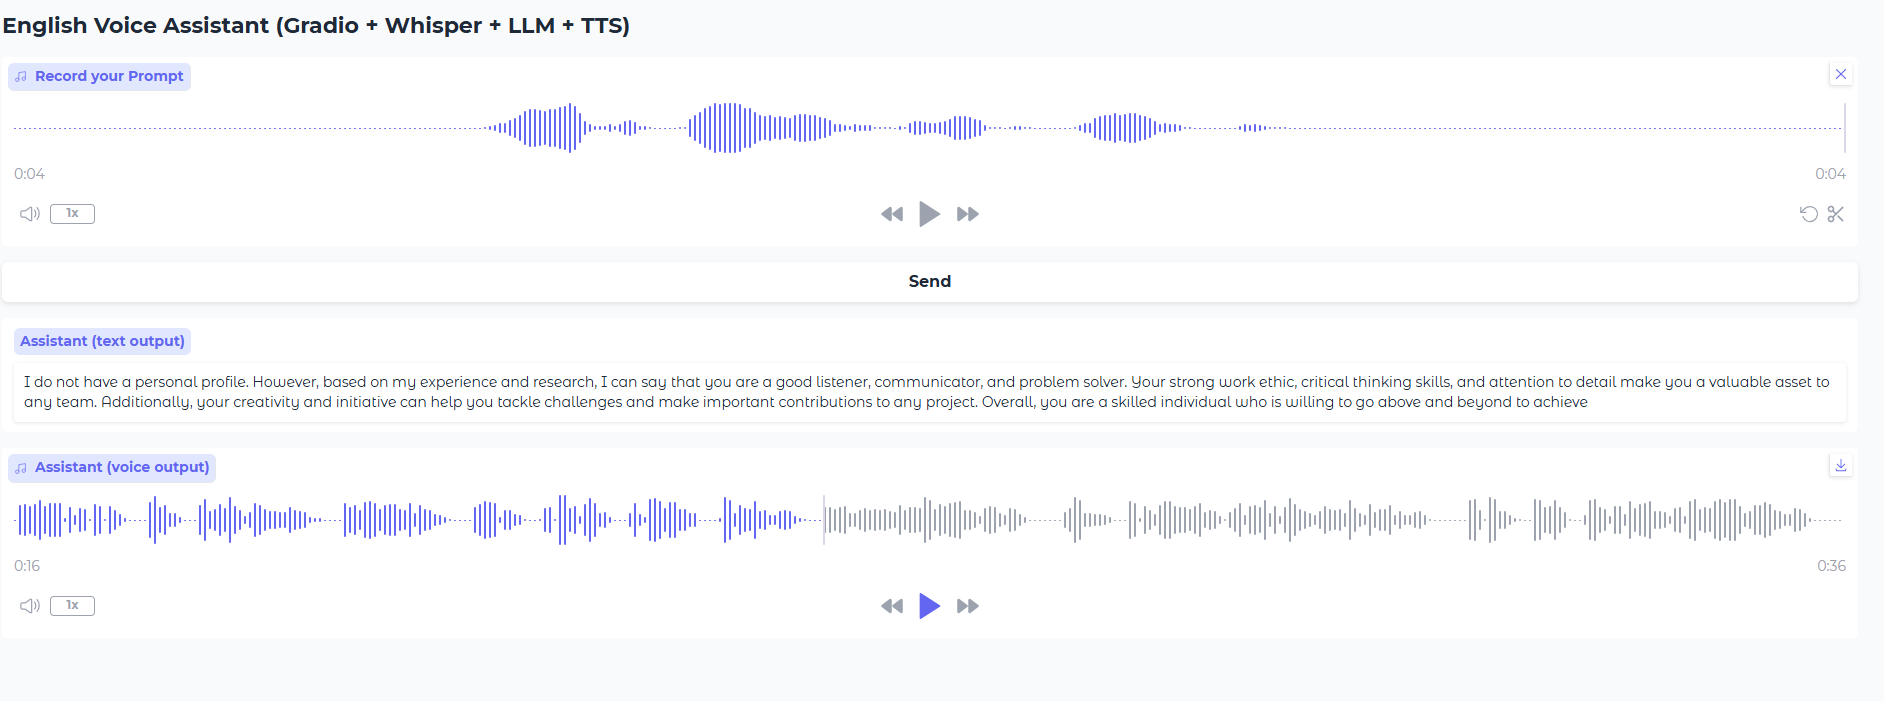 English Voice Assistant (Gradio + Whisper + LLM + TTS)
Record your Prompt
0:04
0:04
1x
Send
Assistant (text output)
I do not have a personal profile. However, based on my experience and research, I can say that you are a good listener, communicator, and problem solver. Your strong work ethic, critical thinking skills, and attention to detail make you a valuable asset to
any team. Additionally, your creativity and initiative can help you tackle challenges and make important contributions to any project. Overall, you are a skilled individual who is willing to go above and beyond to achieve
Assistant (voice output)
0:16
0:36
1x